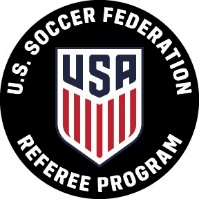 U.S. SOCCER FEDERATION
USA
REFEREE PROGRAM